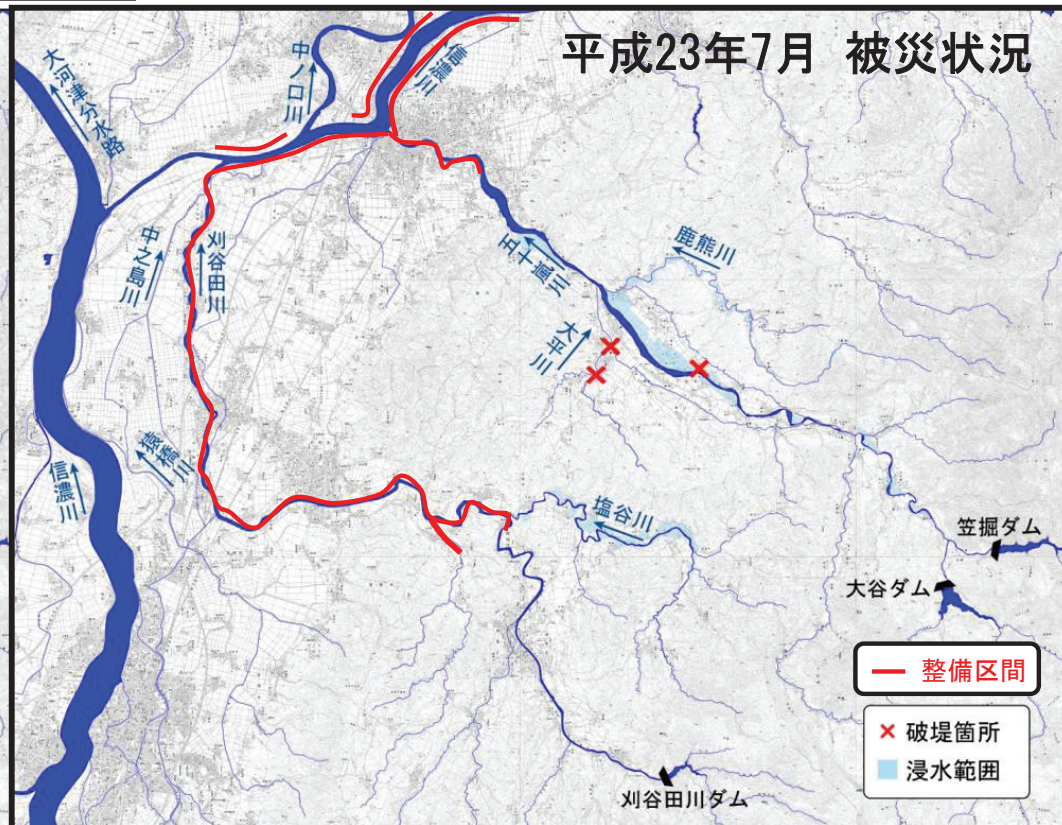 平成23年7月 被災状況
大河津分水路
中ノ口川
信濃川
中之島川
刈谷田川
五十嵐川
鹿熊川
大平川
猿橋川
信濃川
塩谷川
笠掘ダム
大谷ダム
刈谷田川ダム
整備区間
破堤箇所
浸水範囲